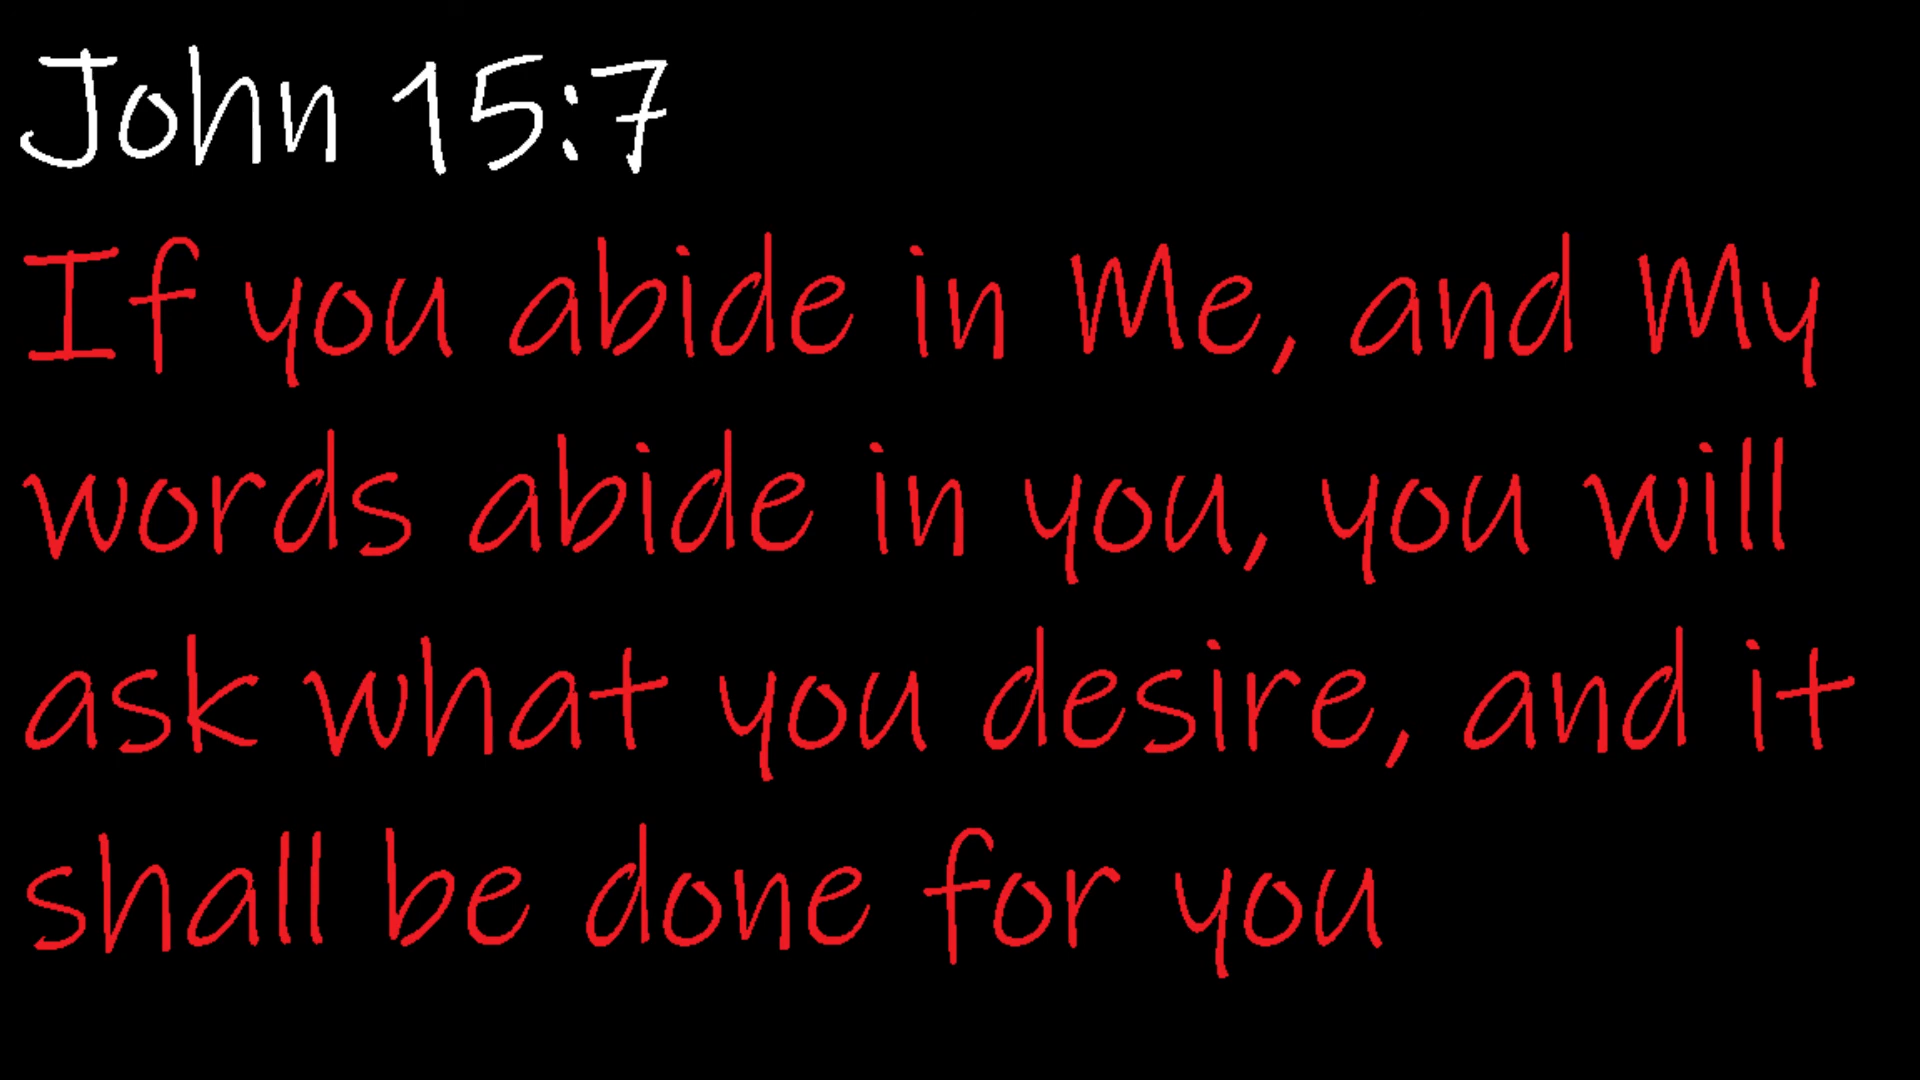 John 15:7
If you abide in Me, and My
words abide in you, you will
ask what you desire, and it
shall be done for you